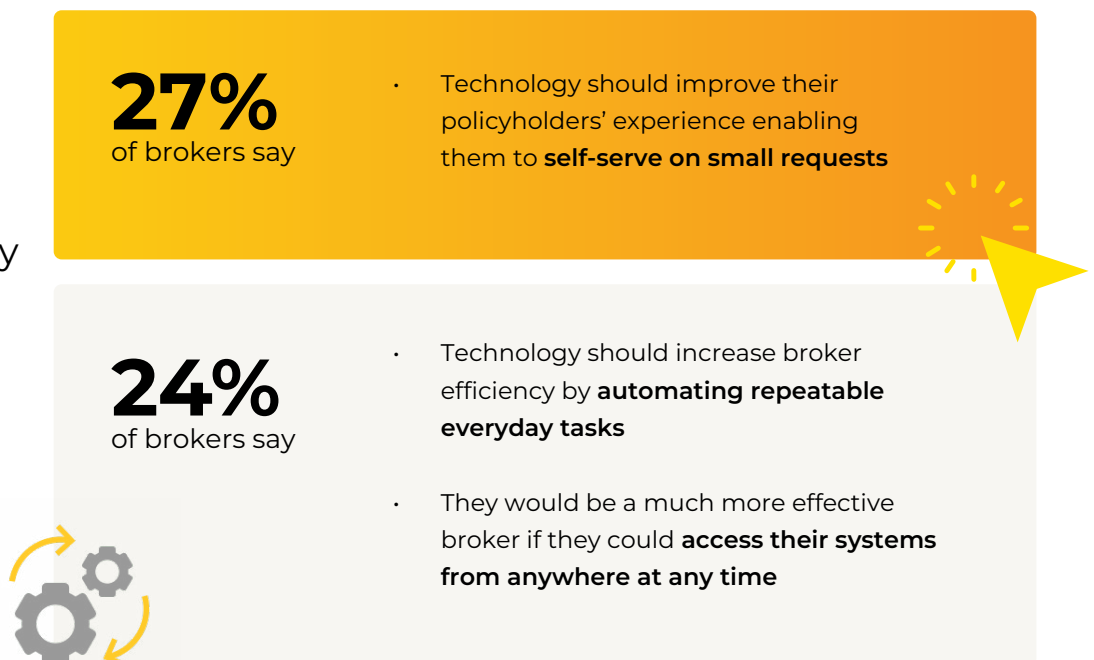 27%
of brokers say
• Technology should improve their
policyholders’ experience enabling
them to self-serve on small requests
y
24%
of brokers say
• Technology should increase broker
efficiency by automating repeatable
everyday tasks
• They would be a much more effective
broker if they could access their systems
from anywhere at any time